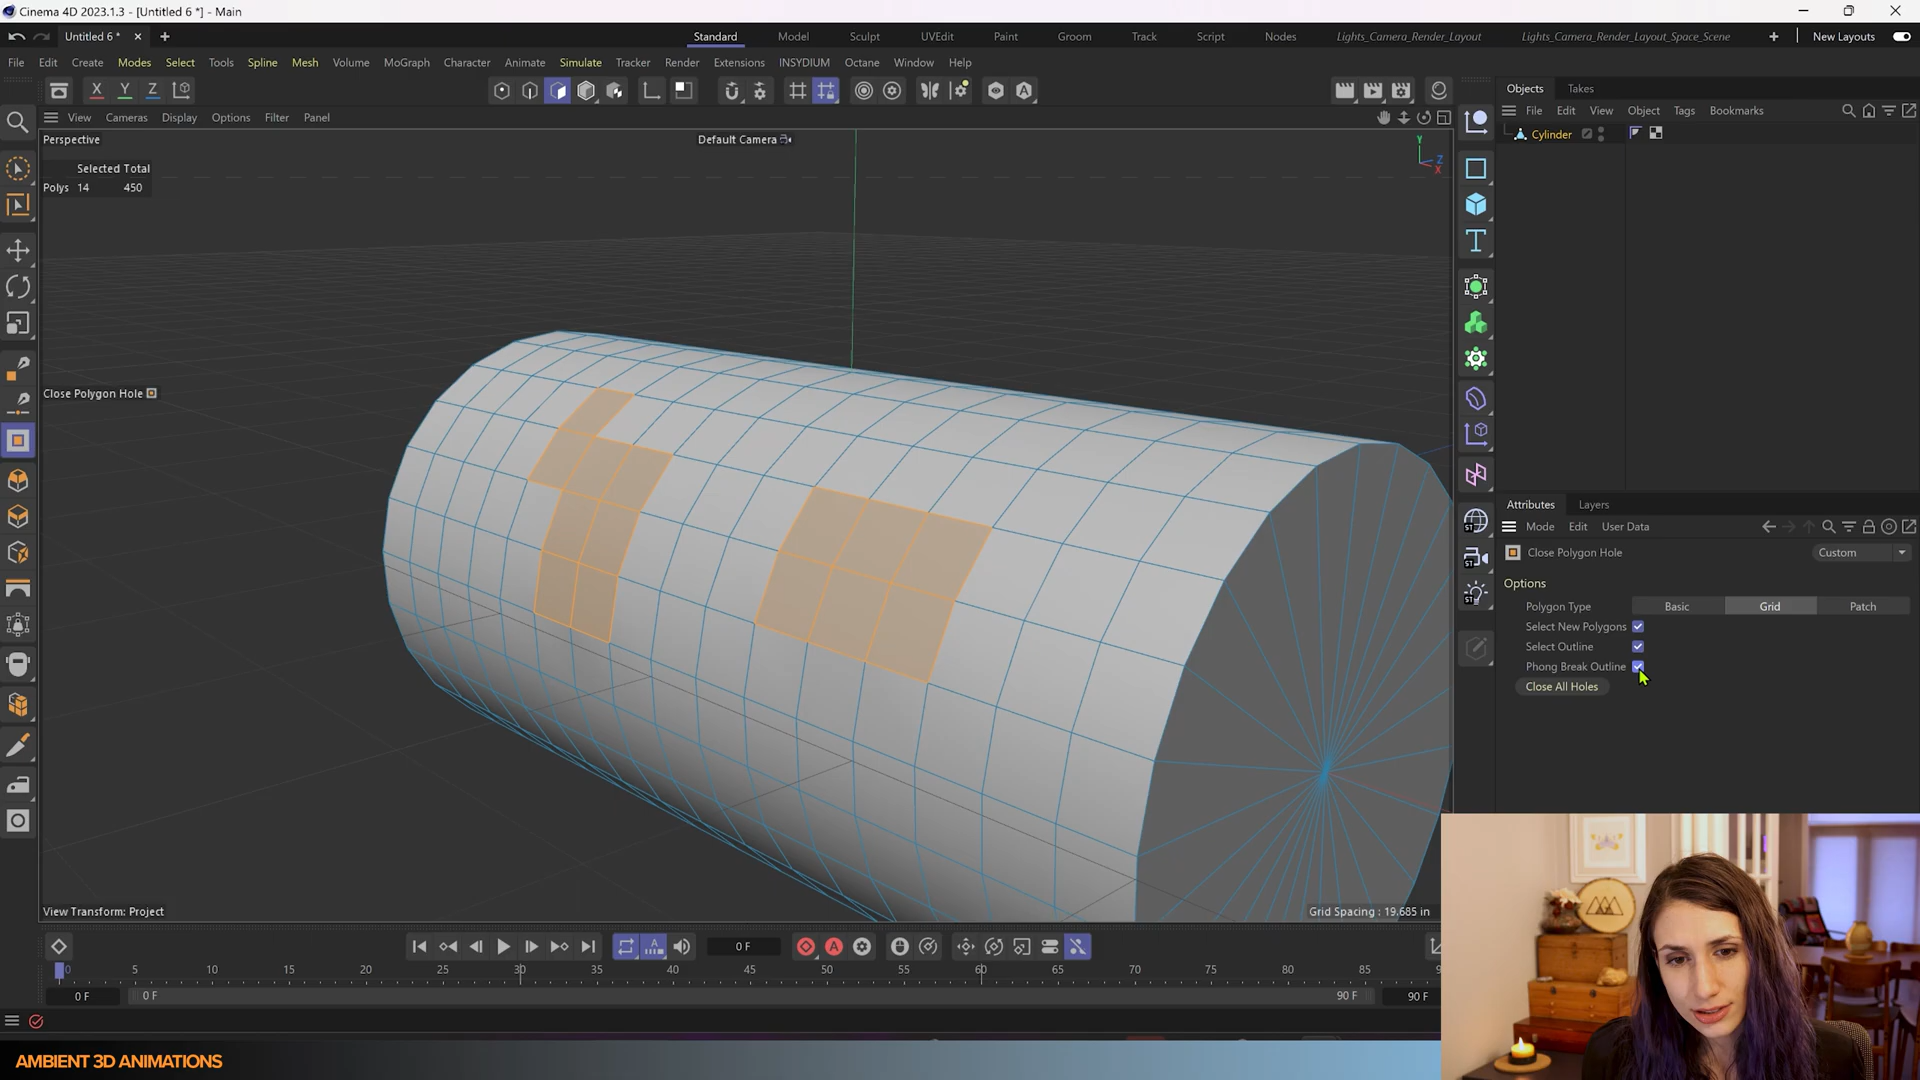 Cinema 4D 2023.1.3 - [Untitled 6 *] - Main
Untitled 6 *
Standard Model Sculpt UVEdit Paint Groom Track Script Nodes Lights_Camera_Render_Layout Lights_Camera_Render_Layout_Space_Scene New Layouts
File Edit Create Modes Select Tools Spline Mesh Volume MoGraph Character Animate Simulate Tracker Render Extensions INSYDIUM Octane Window Help
X Y Z
Objects Takes
View Cameras Display Options Filter Panel
File Edit View Object Tags Bookmarks
Perspective
Default Camera
Y
Z
X
Cylinder
Selected Total
Polys 14 450
Close Polygon Hole
Attributes Layers
Mode Edit User Data
Close Polygon Hole
Custom
Options
Polygon Type Basic Grid Patch
Select New Polygons
Select Outline
Phong Break Outline
Close All Holes
View Transform: Project
Grid Spacing : 19.685 in
0 F
0 5 10 15 20 25 30 35 40 45 50 55 60 65 70 75 80 85 9
0 F 0 F 90 F 90 F
AMBIENT 3D ANIMATIONS